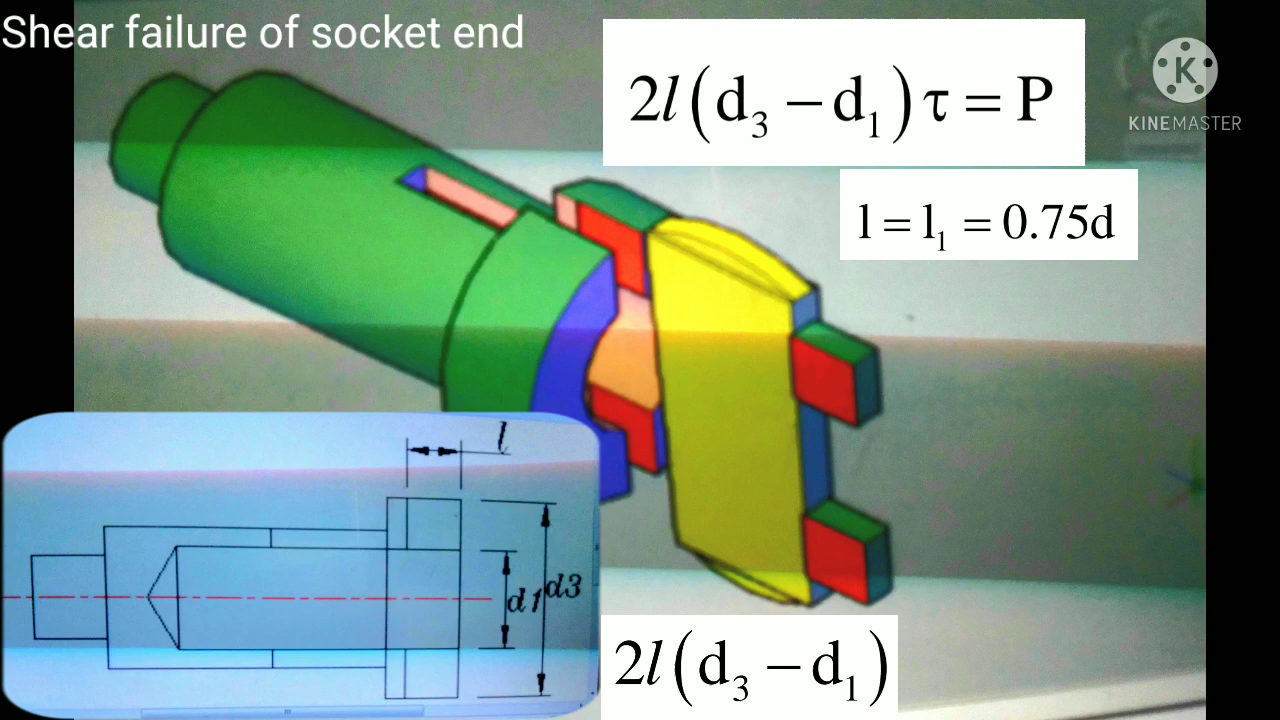 Shear failure of socket end
2l(d₃ − d₁)τ = P
KINEMASTER
l = l₁ = 0.75d
l
d1
d3
2l(d₃ − d₁)